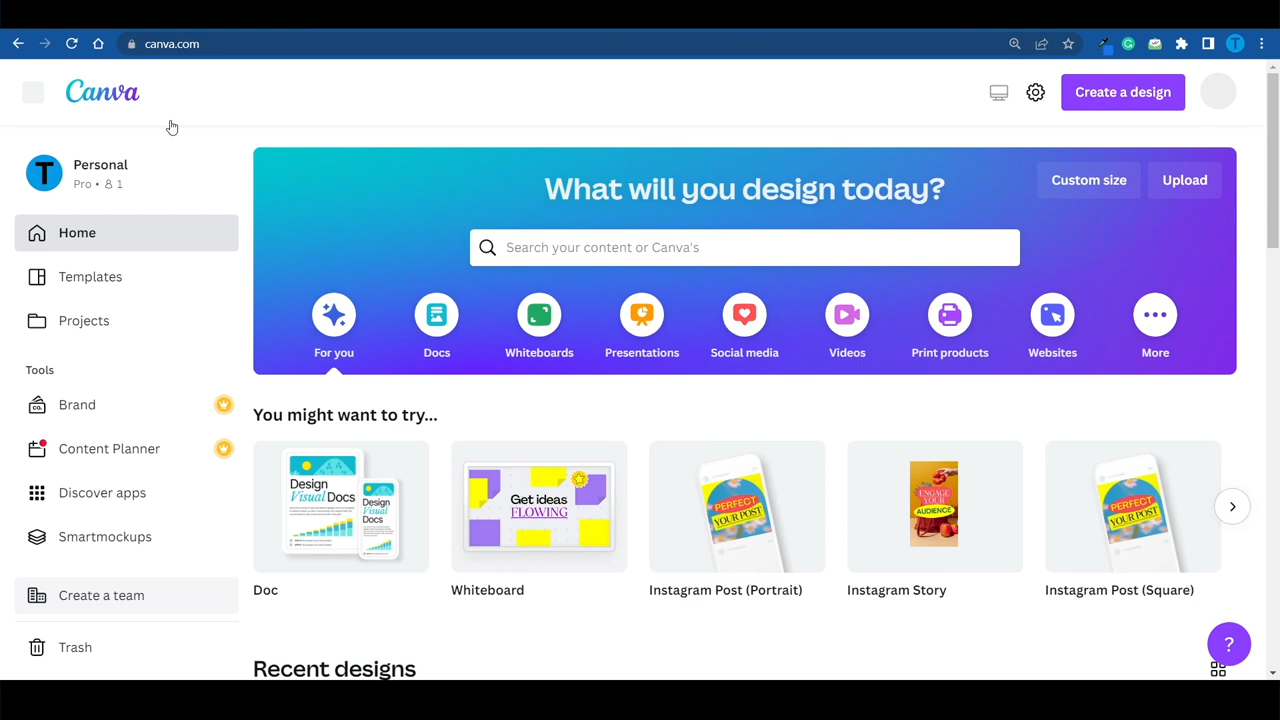 canva.com
T
Canva
Create a design
T
Personal
Pro • 1
Home
Templates
Projects
Tools
Brand
Content Planner
Discover apps
Smartmockups
Create a team
Trash
What will you design today?
Custom size
Upload
Search your content or Canva's
For you
Docs
Whiteboards
Presentations
Social media
Videos
Print products
Websites
More
You might want to try...
Design
Visual Docs
Design
Visual Docs
Doc
Get ideas
FLOWING
Whiteboard
PERFECT
YOUR POST
Instagram Post (Portrait)
ENGAGE
YOUR
AUDIENCE
Instagram Story
PERFECT
YOUR POST
Instagram Post (Square)
?
Recent designs